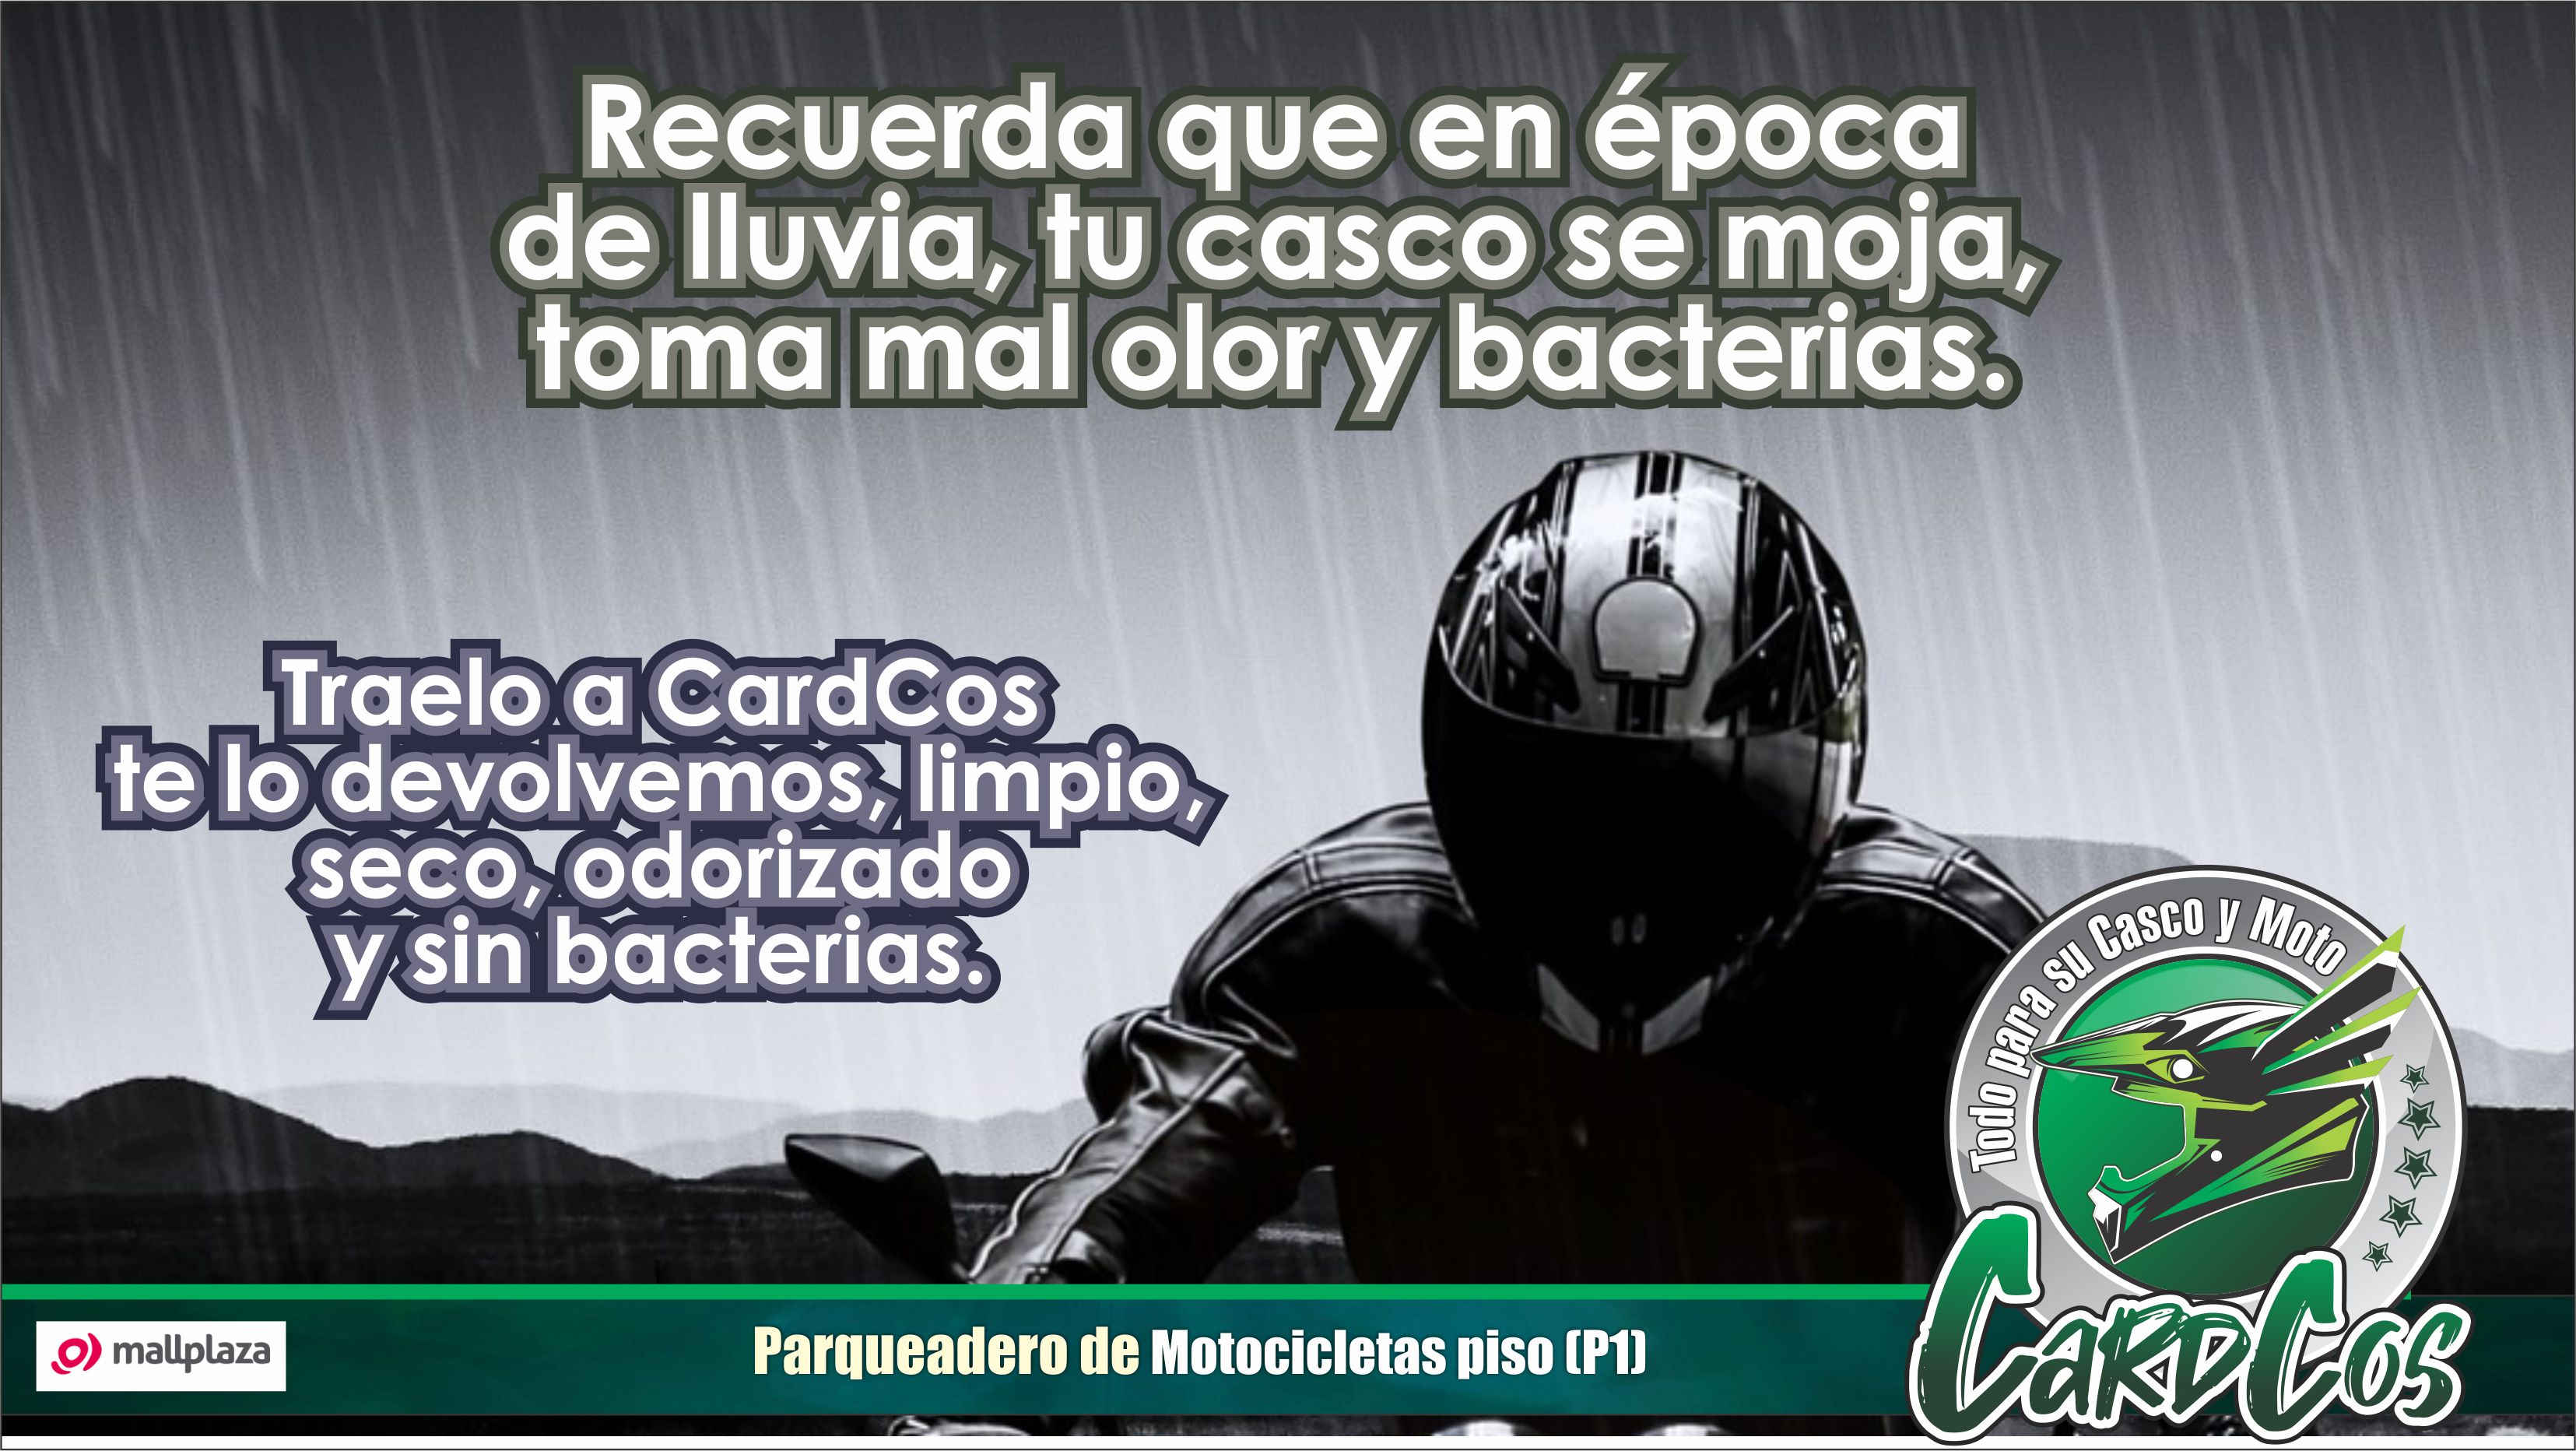 Recuerda que en época
de lluvia, tu casco se moja,
toma mal olor y bacterias.
Traelo a CardCos
te lo devolvemos, limpio,
seco, odorizado
y sin bacterias.
Todo para su Casco y Moto
CardCos
mallplaza
Parqueadero de Motocicletas piso (P1)